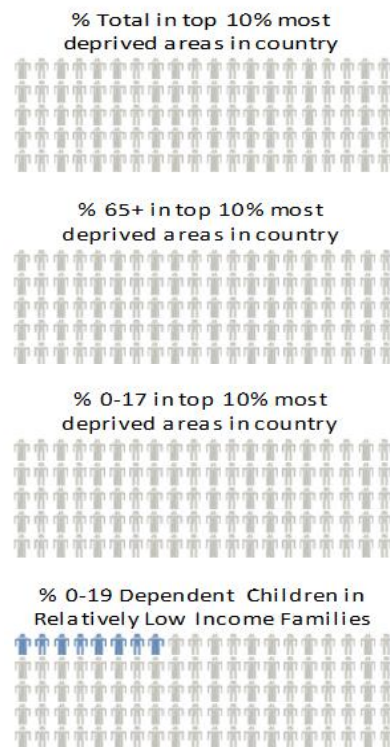 % Total in top 10% most
deprived areas in country
% 65+ in top 10% most
deprived areas in country
% 0-17 in top 10% most
deprived areas in country
% 0-19 Dependent Children in
Relatively Low Income Families